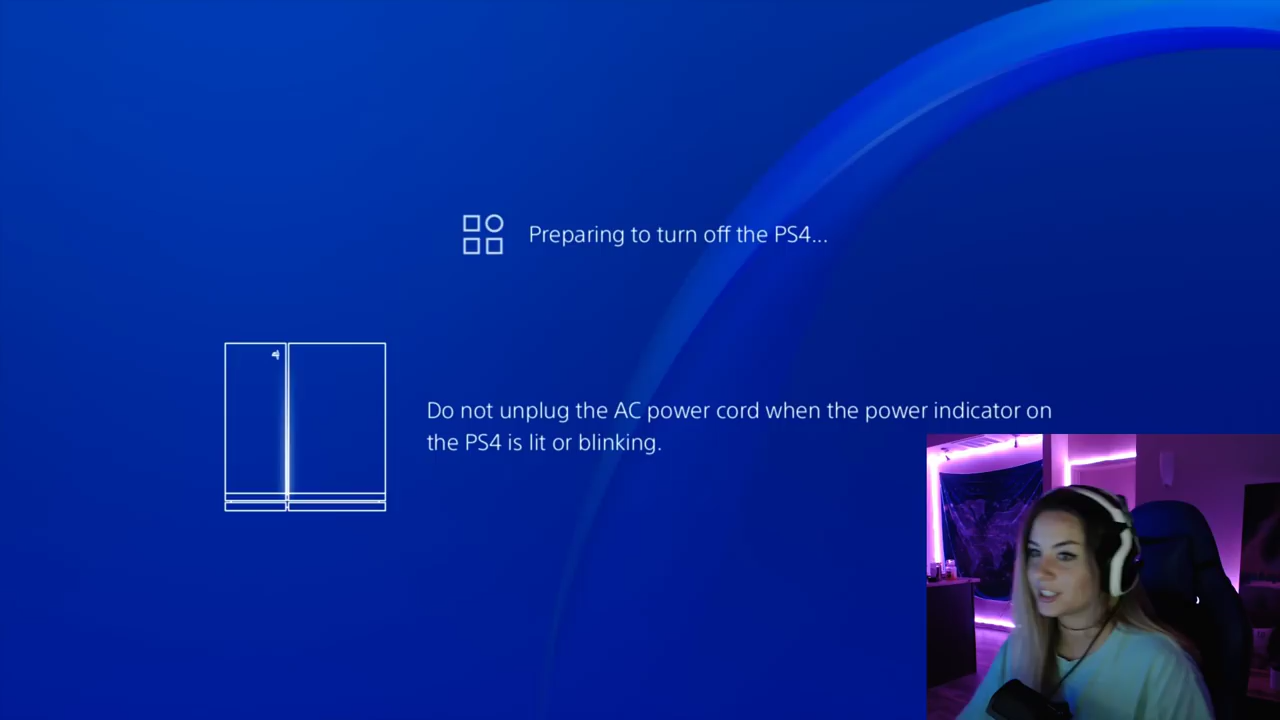 Preparing to turn off the PS4...
Do not unplug the AC power cord when the power indicator on
the PS4 is lit or blinking.